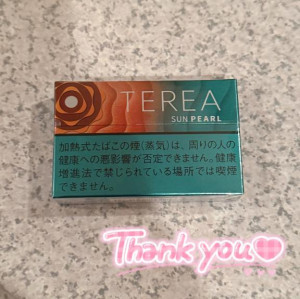 TEREA
SUN PEARL
加熱式たばこの煙(蒸気)は、周りの人の
健康への悪影響が否定できません。健康
増進法で禁じられている場所では喫煙
できません。
Thank you